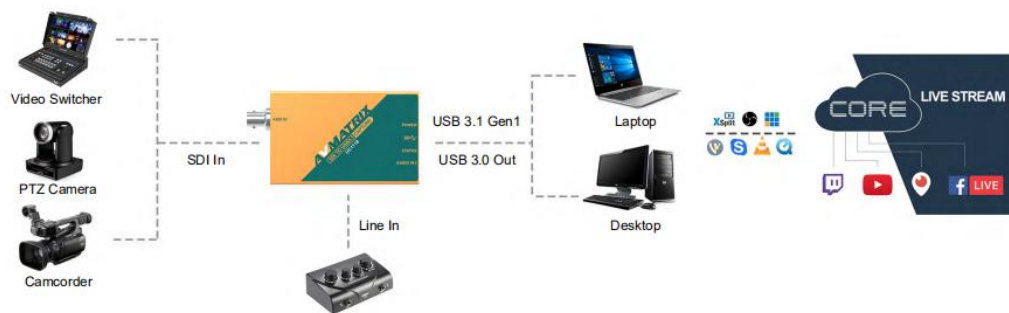 Video Switcher
PTZ Camera
Camcorder
SDI In
AVMATRIX
Line In
USB 3.1 Gen1
USB 3.0 Out
Laptop
Desktop
XSplit
CORE
LIVE STREAM
LIVE